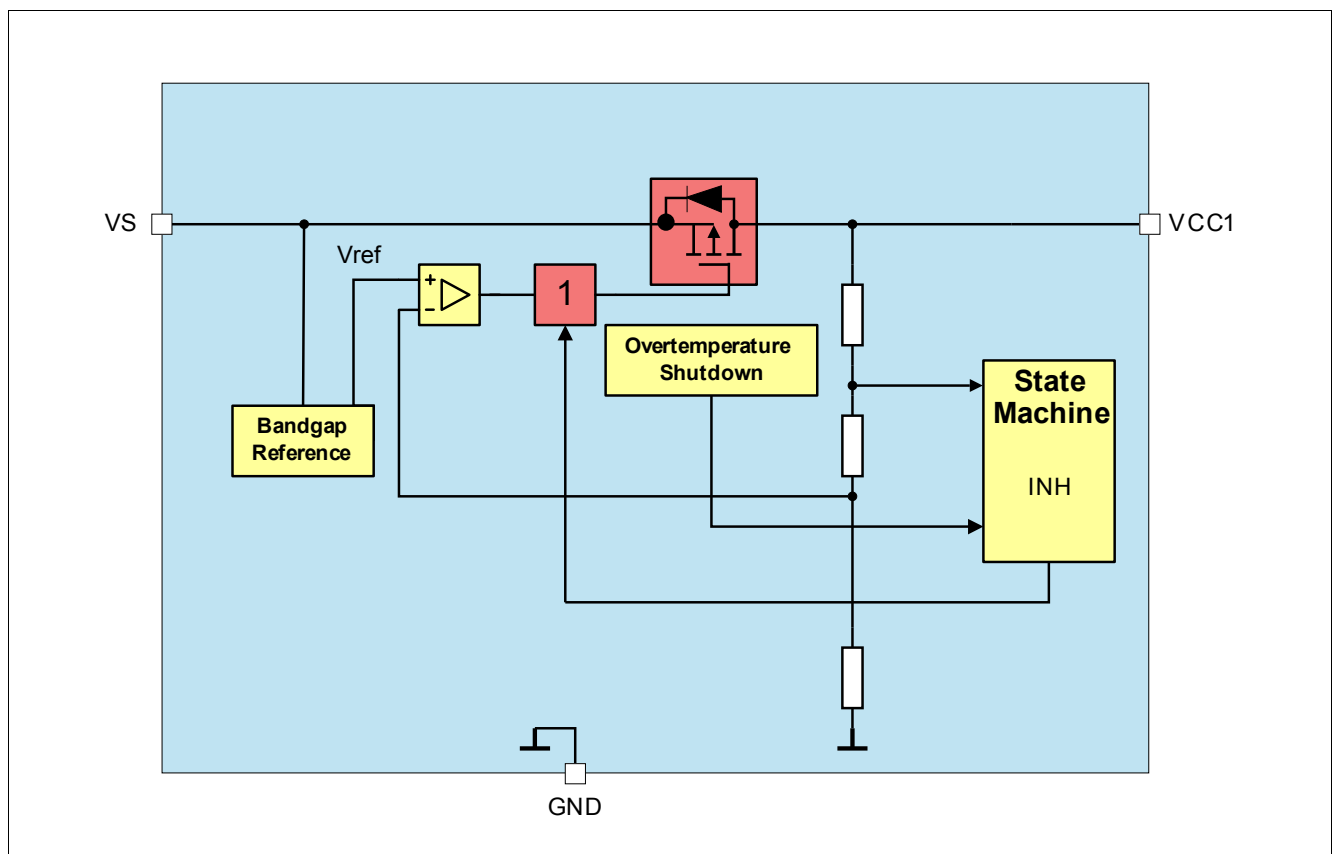 VS
VCC1
Vref
+
-
1
Overtemperature
Shutdown
State
Machine
INH
Bandgap
Reference
GND